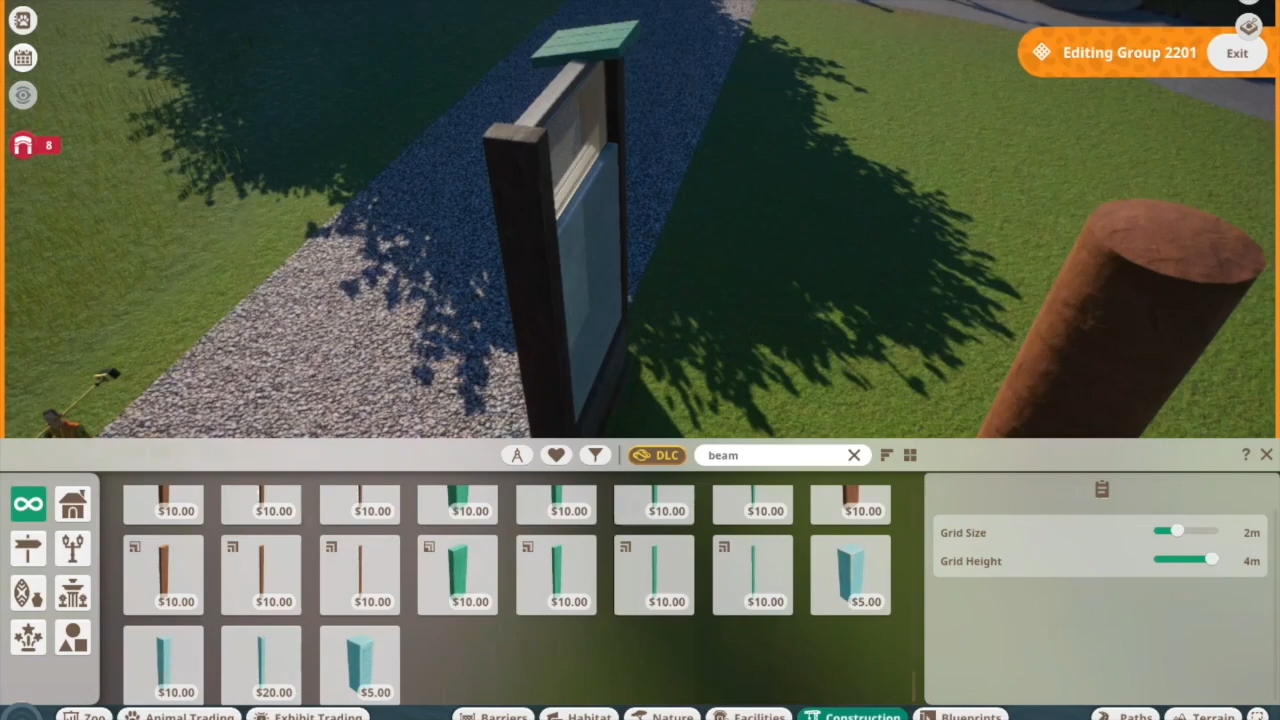 Editing Group 2201
Exit
8
DLC
beam
?
$10.00 $10.00 $10.00 $10.00 $10.00 $10.00 $10.00 $10.00
$10.00 $10.00 $10.00 $10.00 $10.00 $10.00 $10.00 $5.00
$10.00 $20.00 $5.00
Grid Size 2m
Grid Height 4m
Zoo Animal Trading Exhibit Trading Barriers Habitat Nature Facilities Construction Blueprints Paths Terrain